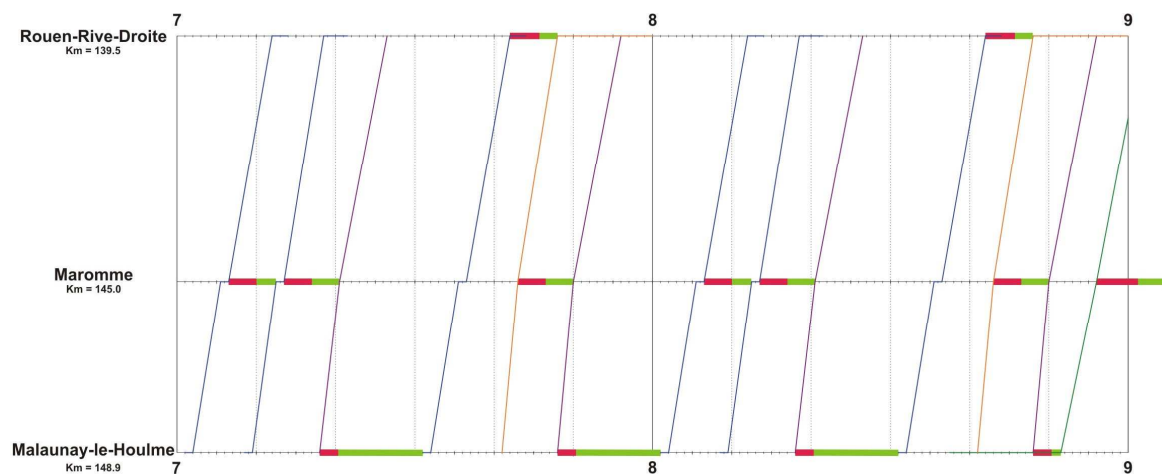 7 8 9
Rouen-Rive-Droite
Km = 139.5
Maromme
Km = 145.0
Malaunay-le-Houlme
Km = 148.9
7 8 9